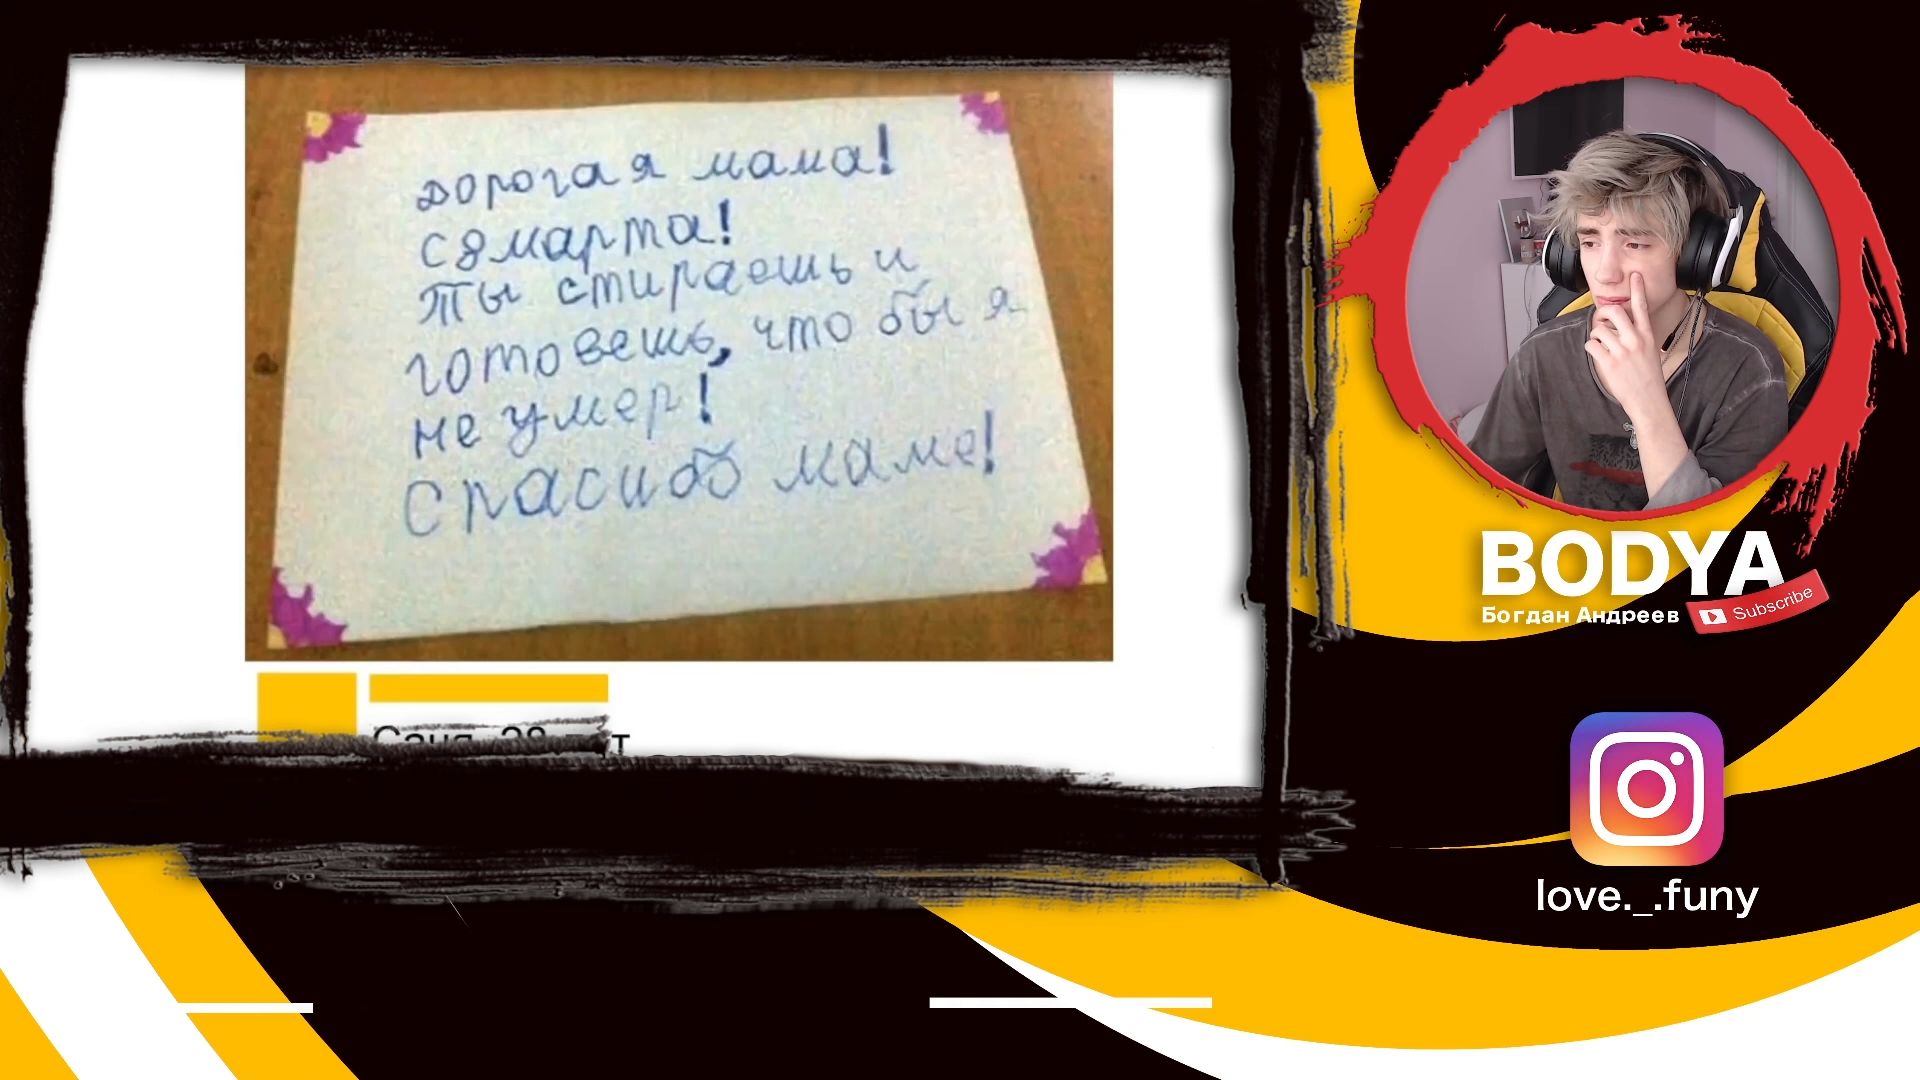 дорогая мама!
с 8 марта!
Ты стираешь и
готовешь, что бы я
не умер!
спасибо маме!
BODYA
Богдан Андреев
Subscribe
love._.funy